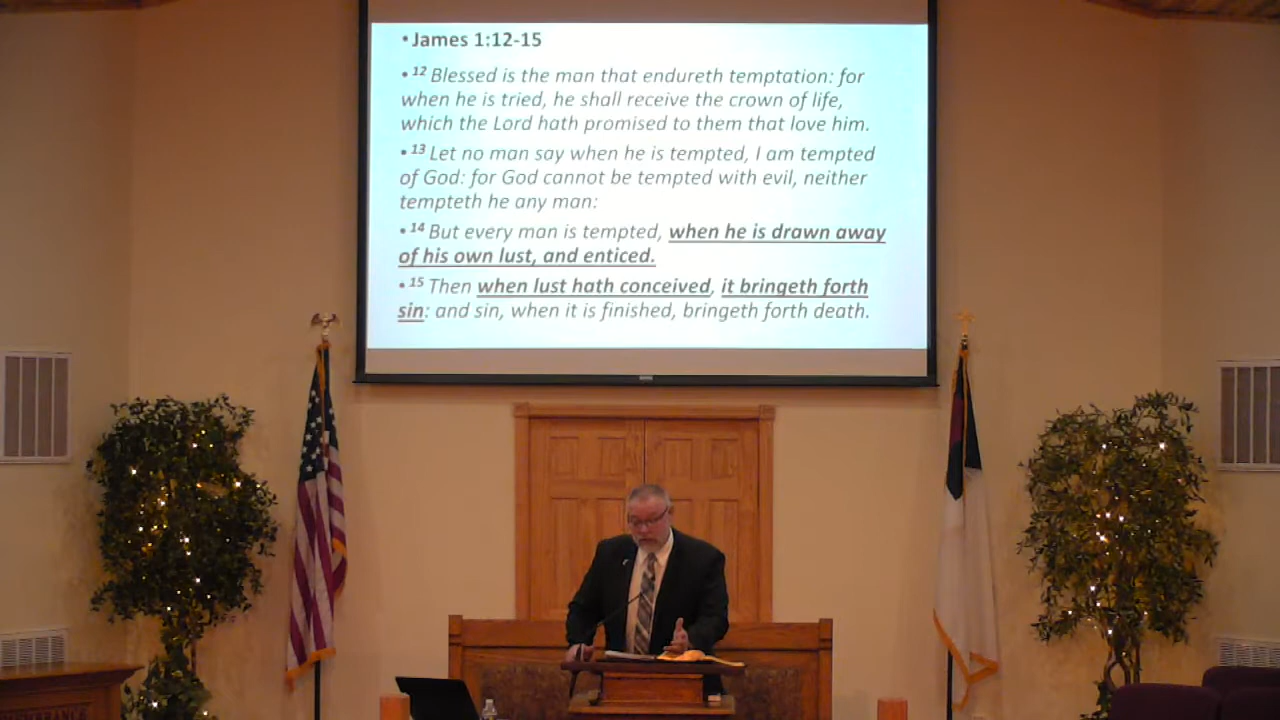 • James 1:12-15
• 12 Blessed is the man that endureth temptation: for
when he is tried, he shall receive the crown of life,
which the Lord hath promised to them that love him.
• 13 Let no man say when he is tempted, I am tempted
of God: for God cannot be tempted with evil, neither
tempteth he any man:
• 14 But every man is tempted, when he is drawn away
of his own lust, and enticed.
• 15 Then when lust hath conceived, it bringeth forth
sin: and sin, when it is finished, bringeth forth death.